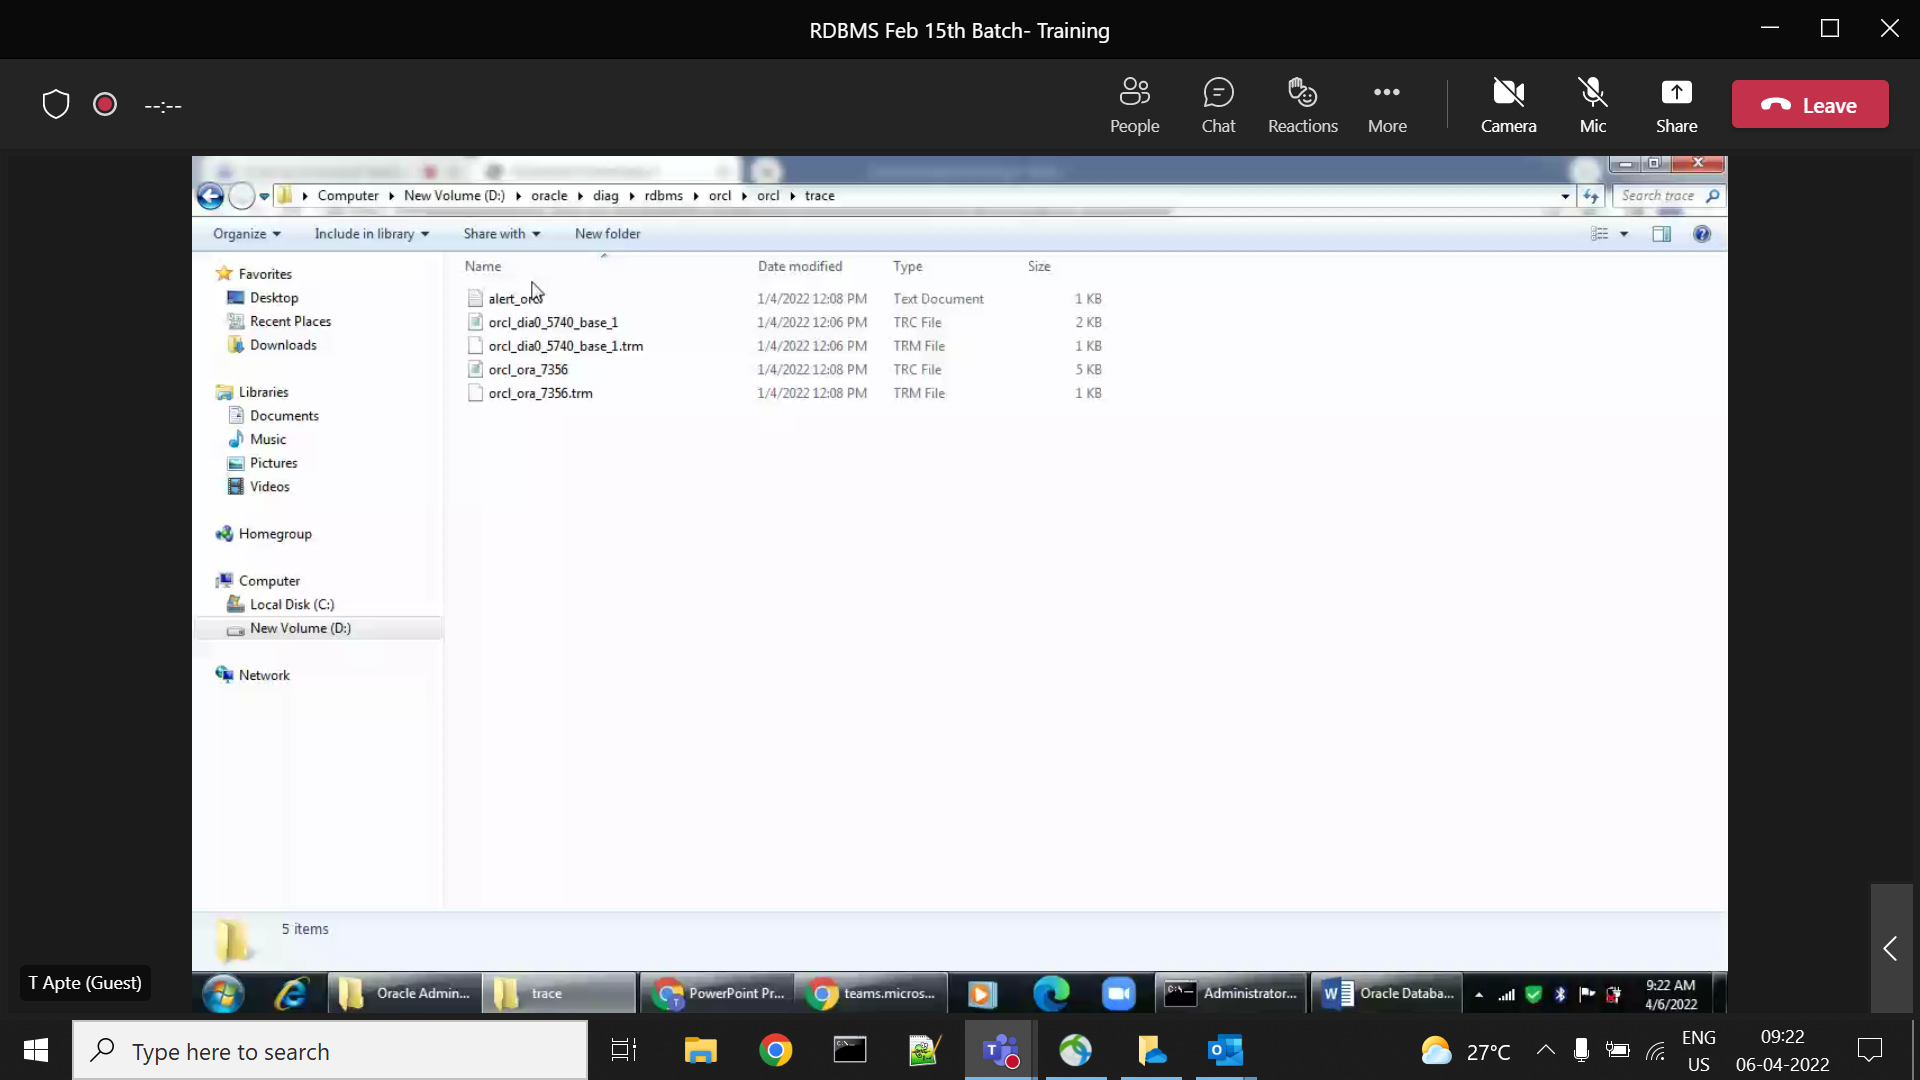 RDBMS Feb 15th Batch- Training
--:--
People
Chat
Reactions
More
Camera
Mic
Share
Leave
Computer
New Volume (D:)
oracle
diag
rdbms
orcl
orcl
trace
Search trace
Organize
Include in library
Share with
New folder
Name
Date modified
Type
Size
Favorites
Desktop
Recent Places
Downloads
Libraries
Documents
Music
Pictures
Videos
Homegroup
Computer
Local Disk (C:)
New Volume (D:)
Network
alert_orcl 1/4/2022 12:08 PM Text Document 1 KB
orcl_dia0_5740_base_1 1/4/2022 12:06 PM TRC File 2 KB
orcl_dia0_5740_base_1.trm 1/4/2022 12:06 PM TRM File 1 KB
orcl_ora_7356 1/4/2022 12:08 PM TRC File 5 KB
orcl_ora_7356.trm 1/4/2022 12:08 PM TRM File 1 KB
5 items
T Apte (Guest)
Oracle Admin...
trace
PowerPoint Pr...
teams.micros...
Administrator...
Oracle Databa...
9:22 AM
4/6/2022
Type here to search
27°C
ENG
US
09:22
06-04-2022